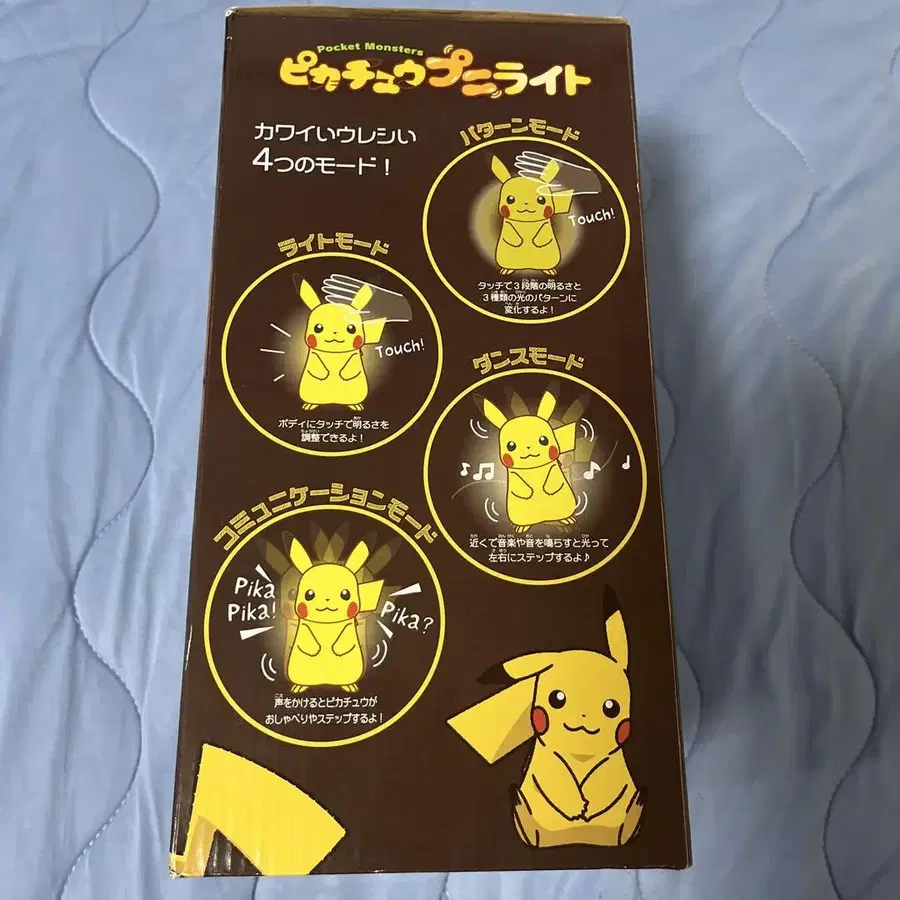 Pocket Monsters
ピカチュウプニライト
カワイいウレシい
4つのモード！
パターンモード
Touch!
タッチで3段階の明るさと
3種類の光のパターンに
変化するよ！
ライトモード
Touch!
ボディにタッチで明るさを
調整できるよ！
ダンスモード
近くで音楽や音を鳴らすと光って
左右にステップするよ♪
コミュニケーションモード
Pika
Pika!
Pika?
声をかけるとピカチュウが
おしゃべりやステップするよ！